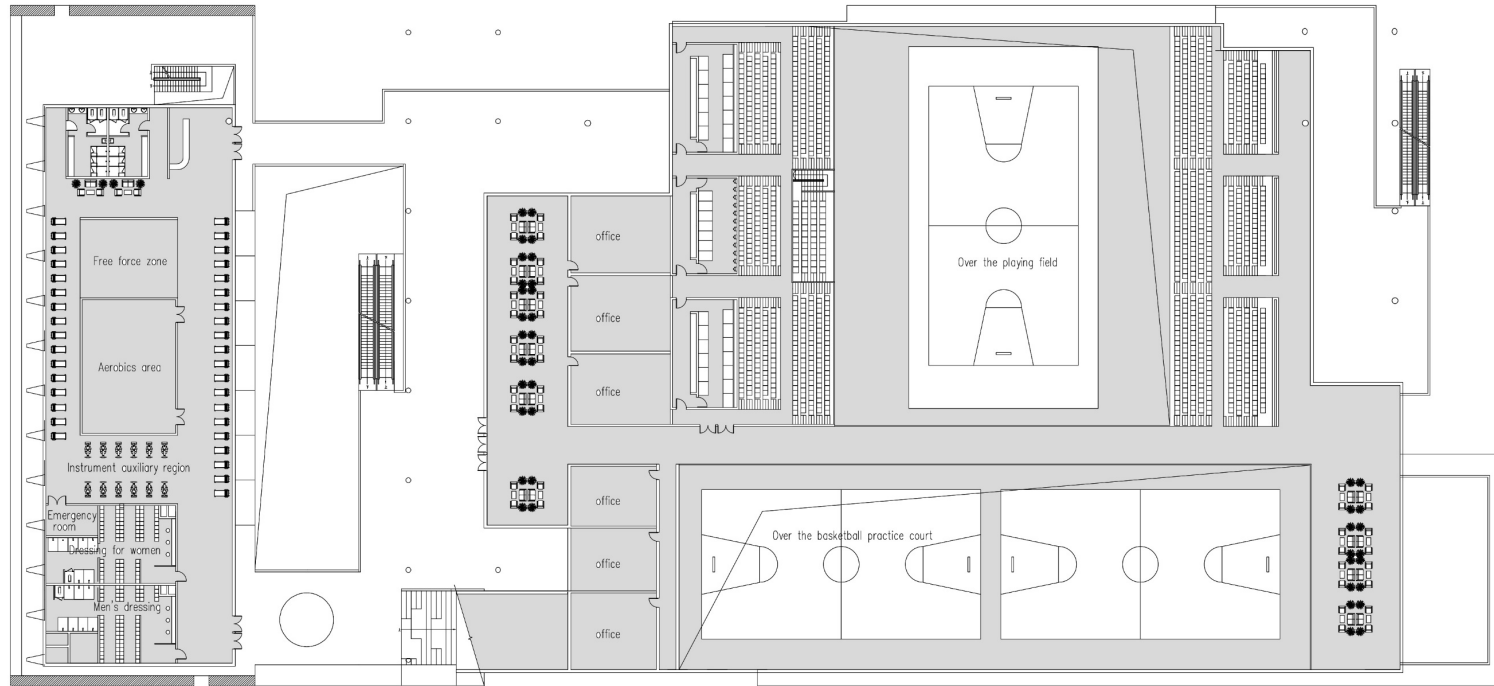 Free force zone
Aerobics area
Instrument auxiliary region
Emergency
room
Dressing for women
Men's dressing
office
office
office
office
office
office
Over the playing field
Over the basketball practice court